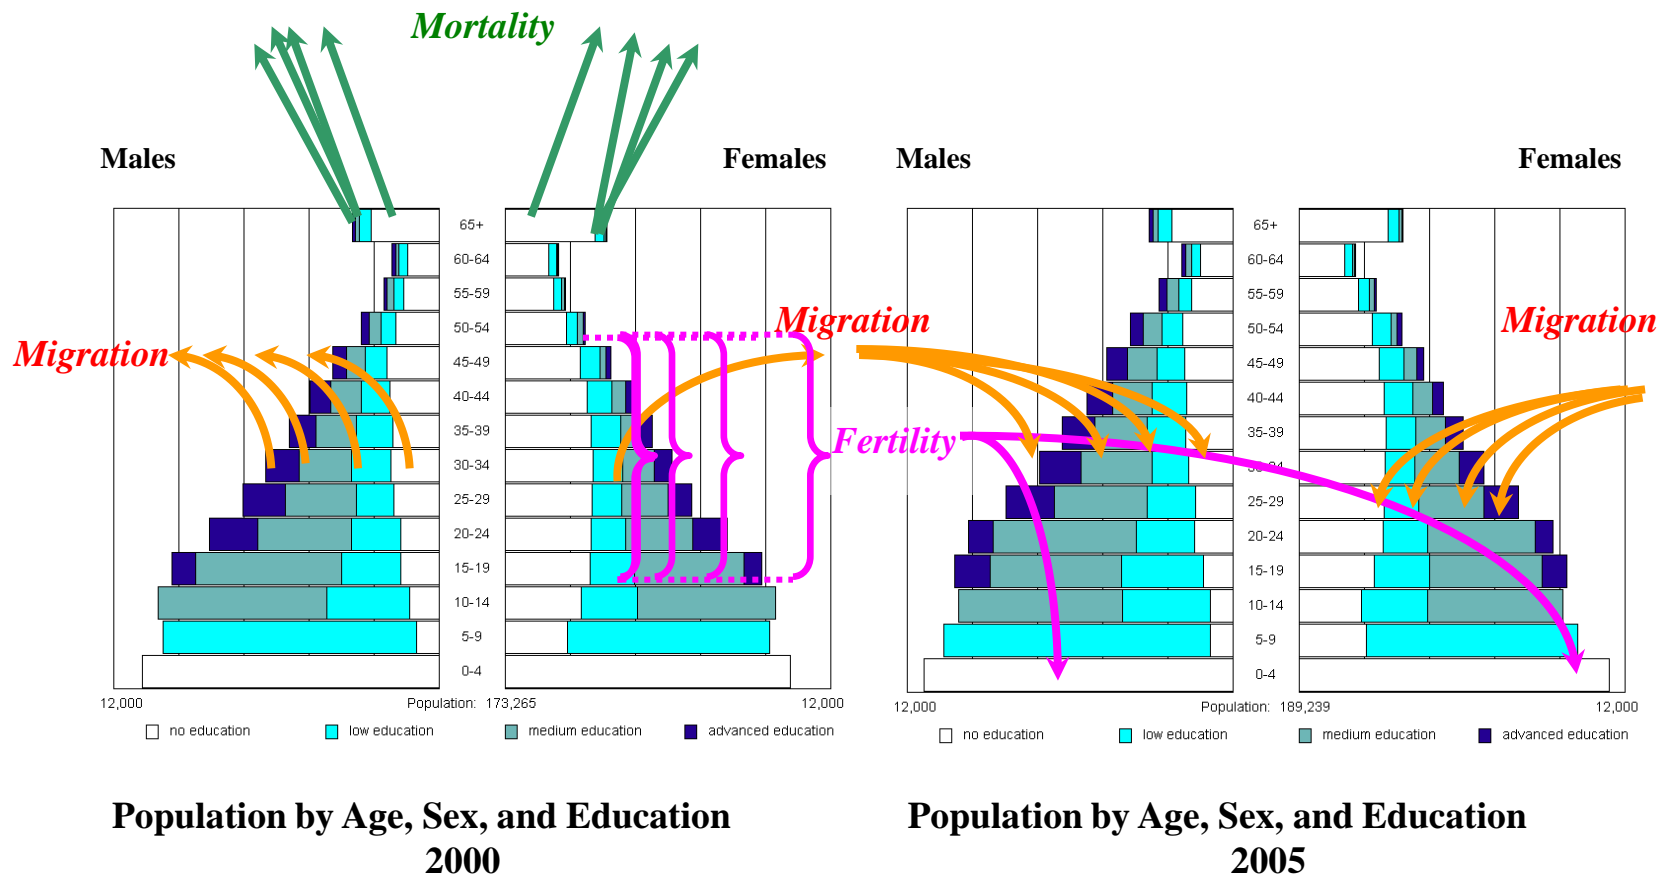 Mortality
Males
Females
Males
Females
65+
60-64
55-59
50-54
45-49
40-44
35-39
30-34
25-29
20-24
15-19
10-14
5-9
0-4
Migration
Migration
Fertility
65+
60-64
55-59
50-54
45-49
40-44
35-39
30-34
25-29
20-24
15-19
10-14
5-9
0-4
Migration
12,000
Population: 173,265
12,000
12,000
Population: 189,239
12,000
no education
low education
medium education
advanced education
no education
low education
medium education
advanced education
Population by Age, Sex, and Education
2000
Population by Age, Sex, and Education
2005